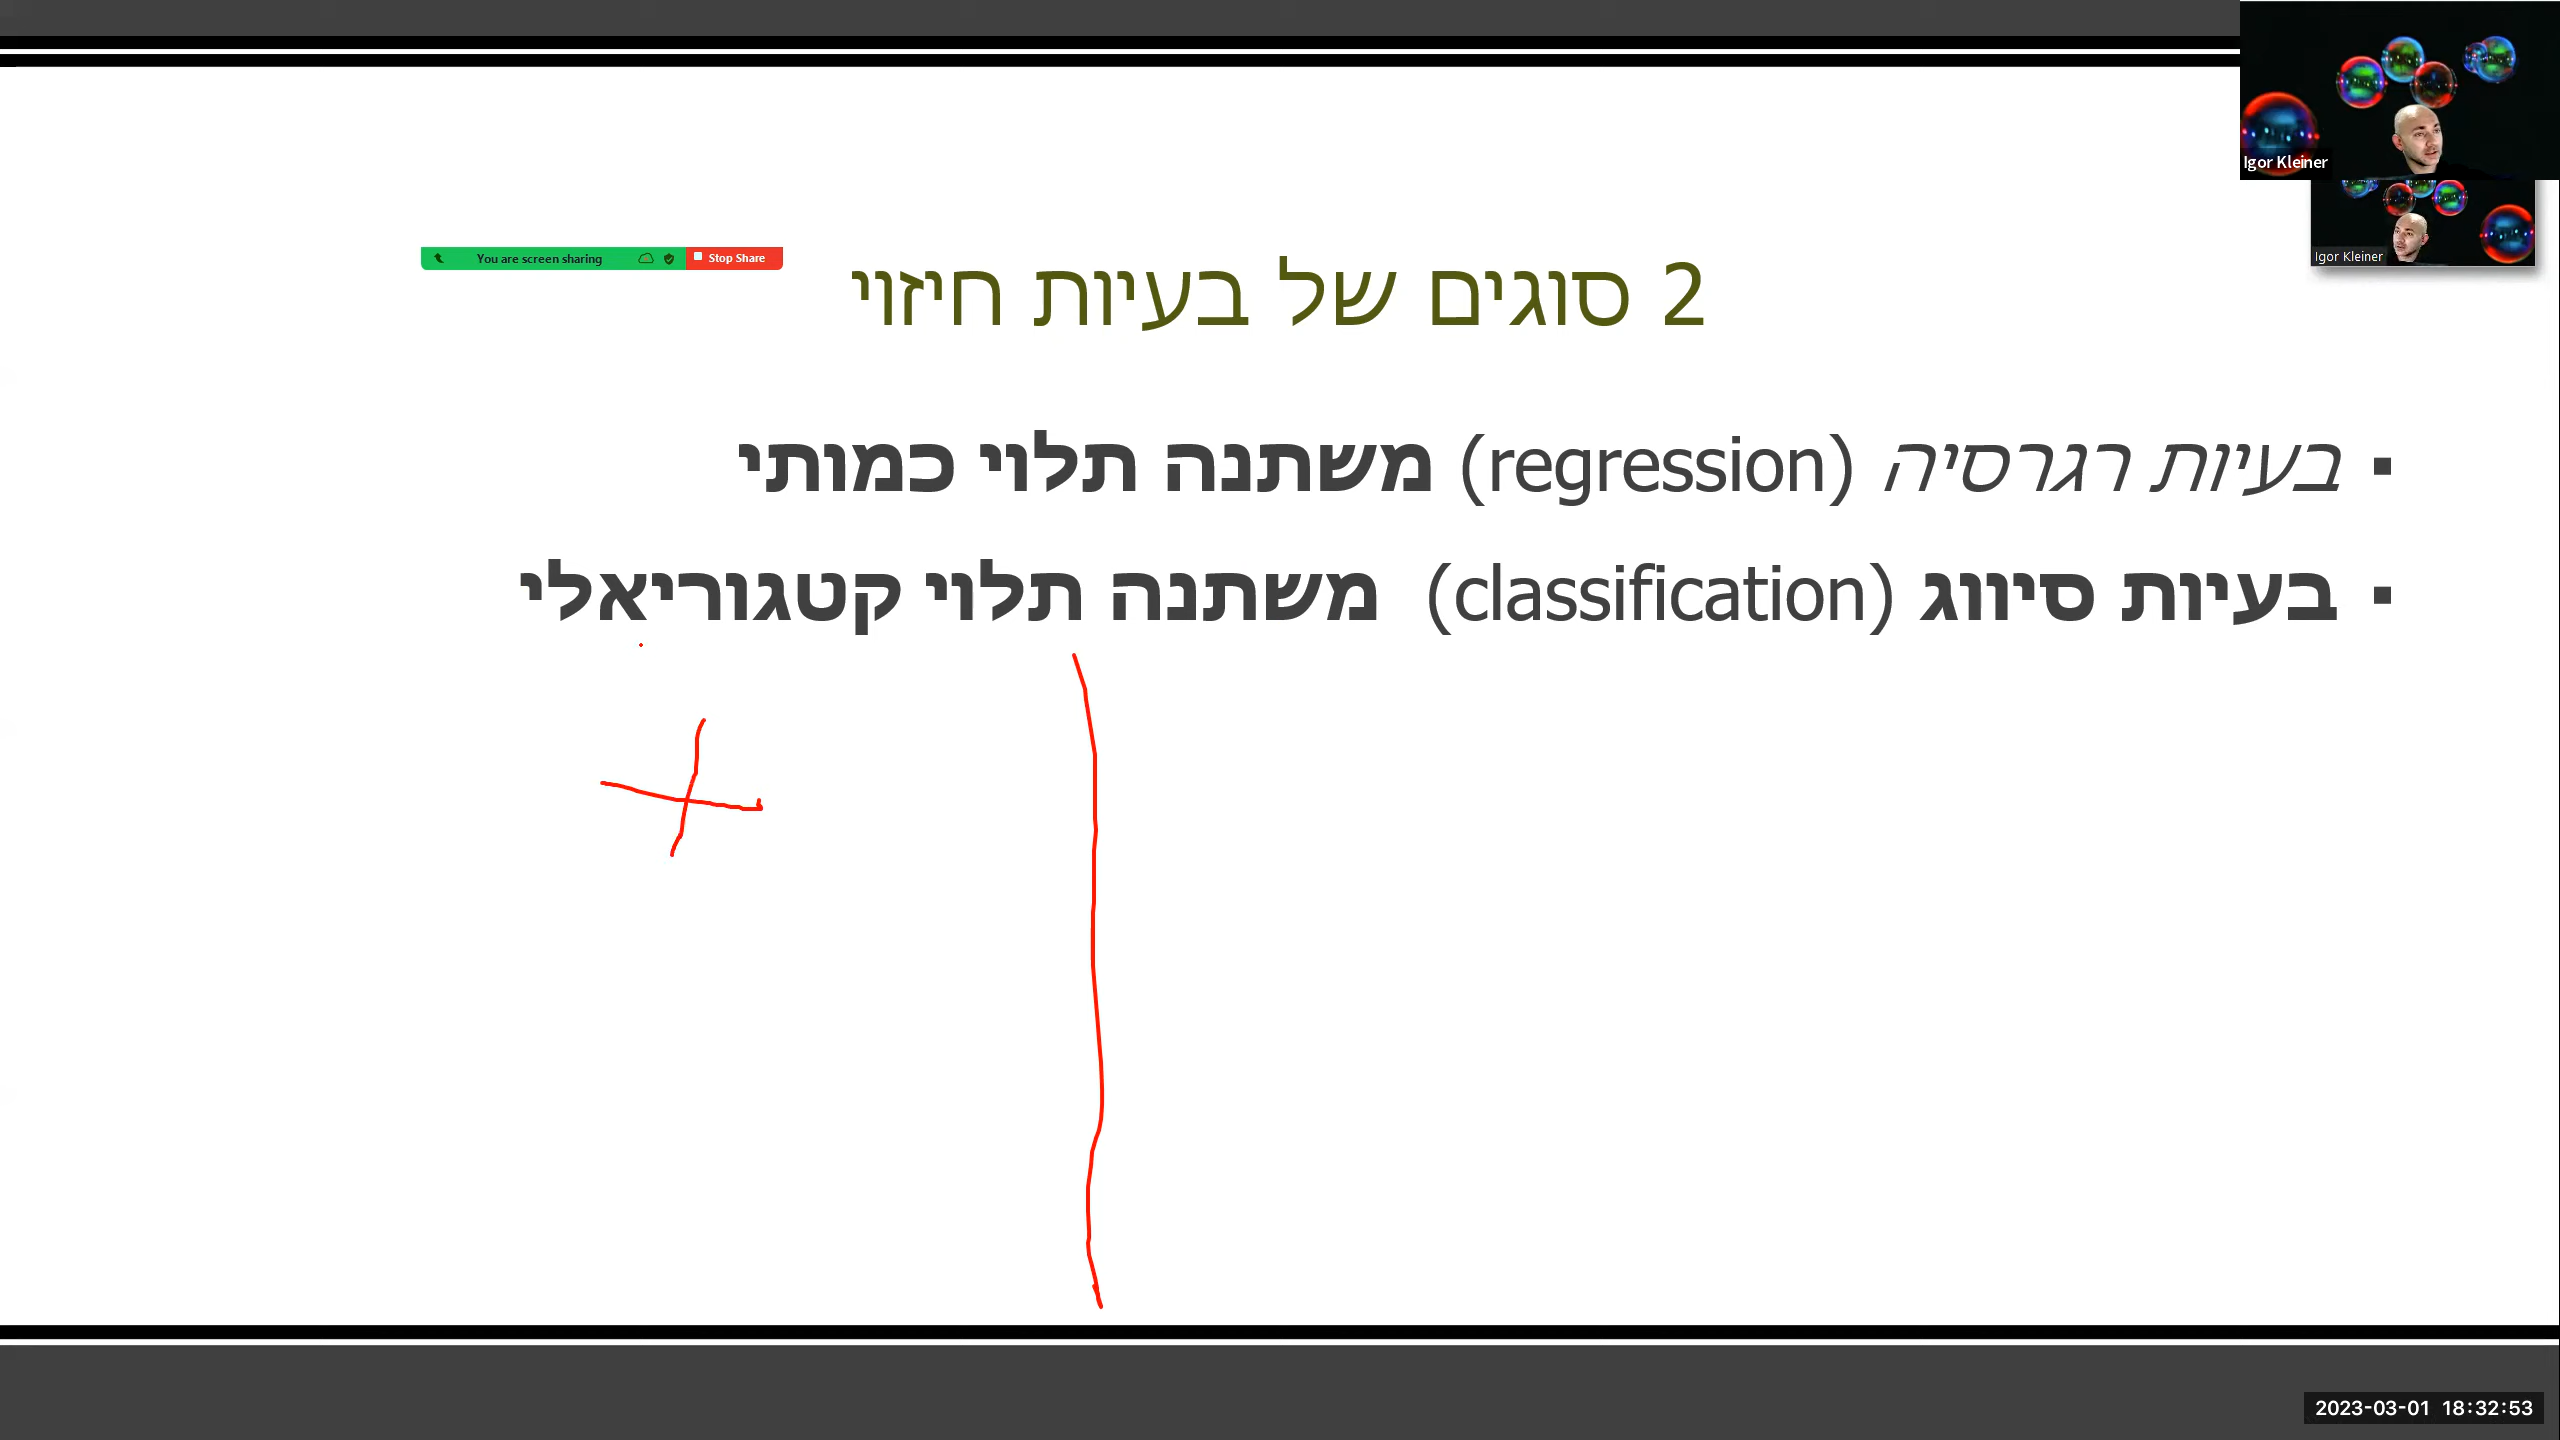 Igor Kleiner
Igor Kleiner
You are screen sharing Stop Share
2 סוגים של בעיות חיזוי
▪ בעיות רגרסיה (regression) משתנה תלוי כמותי
▪ בעיות סיווג (classification) משתנה תלוי קטגוריאלי
2023-03-01 18:32:53